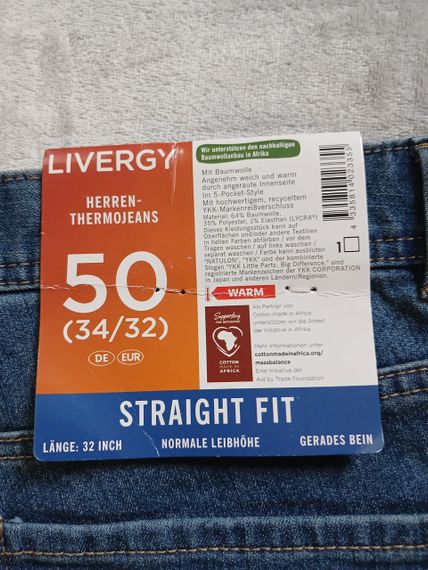 LIVERGY
HERREN-
THERMOJEANS
50
(34/32)
DE EUR
Wir unterstützen den nachhaltigen
Baumwollanbau in Afrika
Mit Baumwolle
Angenehm weich und warm
durch angeraute Innenseite
Im 5-Pocket-Style
Mit hochwertigem, recyceltem
YKK-Markenreißverschluss
Material: 64% Baumwolle,
35% Polyester, 1% Elasthan (LYCRA®)
Dieses Kleidungsstück kann auf
Oberflächen und/oder andere Textilien
in hellen Farben abfärben / vor dem
Tragen waschen / auf links waschen /
separat waschen / Farbe kann ausbluten
"NATULON", "YKK" und der kombinierte
Slogan "YKK Little Parts. Big Difference." sind
registrierte Markenzeichen der YKK CORPORATION
in Japan und anderen Ländern/Regionen.
4 335814 023355
1
WARM
Supporting
THE INITIATIVE
COTTON
MADE IN
AFRICA
Als Partner von
Cotton made in Africa
unterstützen wir die Arbeit
der Initiative in Afrika.
Mehr Informationen unter:
cottonmadeinafrica.org/
massbalance
Eine Initiative der
Aid by Trade Foundation
STRAIGHT FIT
LÄNGE: 32 INCH NORMALE LEIBHÖHE GERADES BEIN